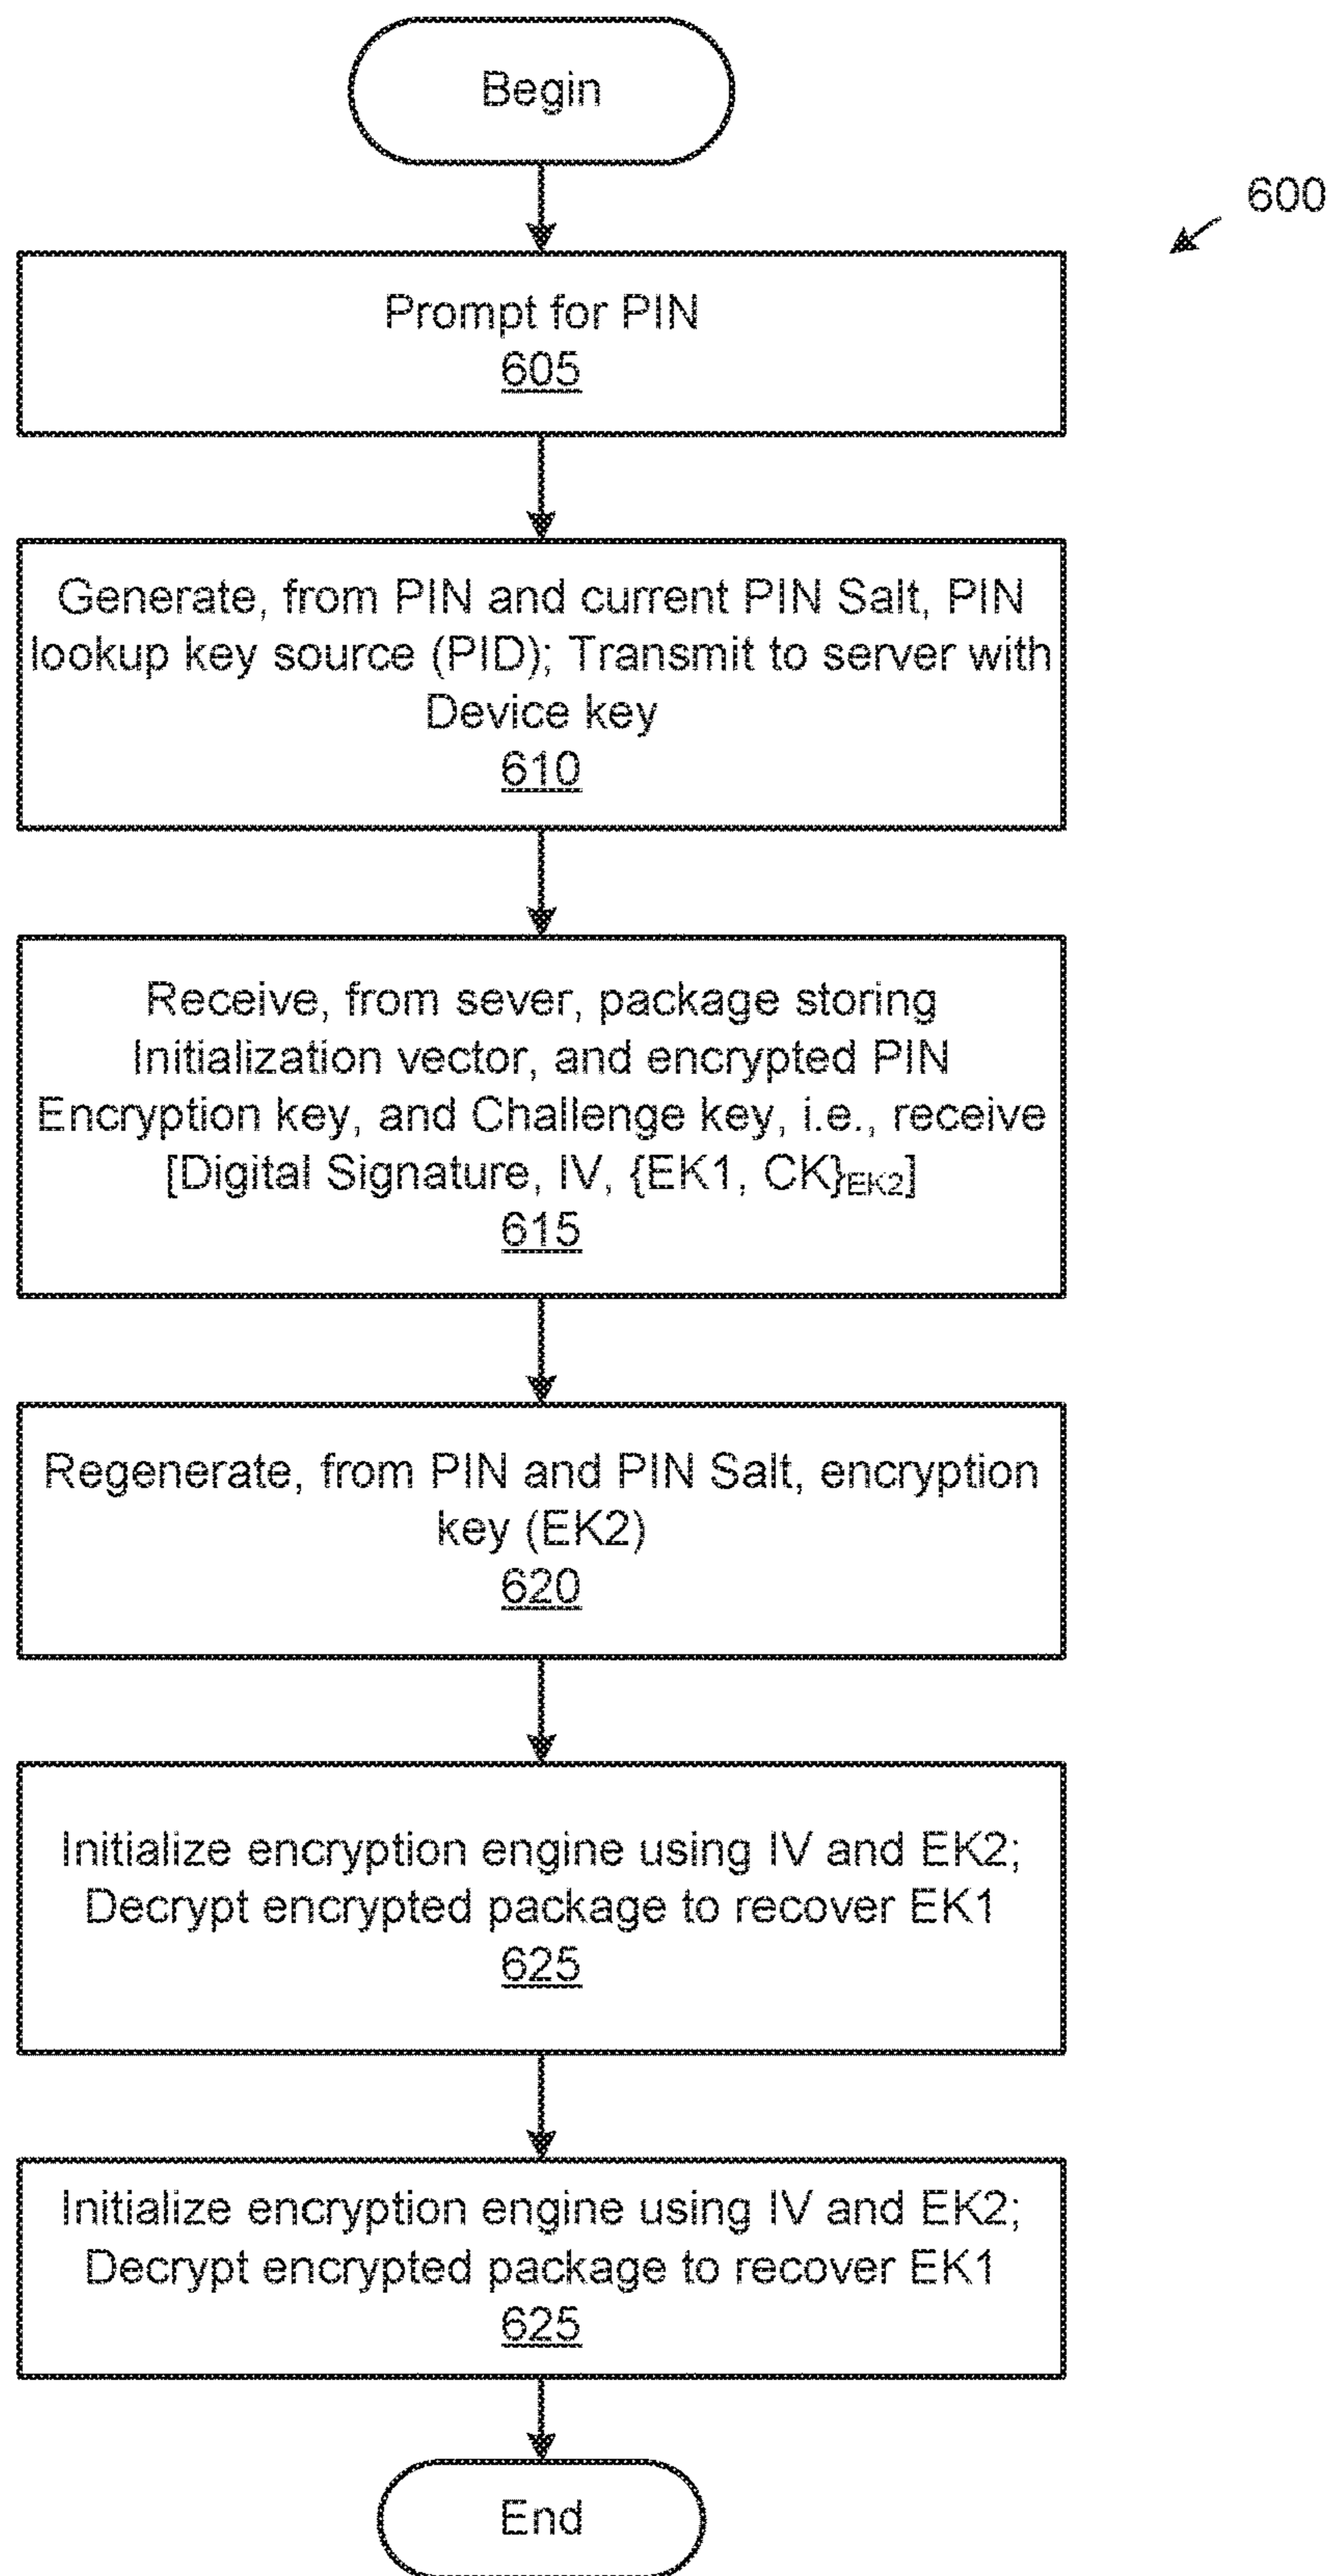 Begin
600
Prompt for PIN
605
Generate, from PIN and current PIN Salt, PIN
lookup key source (PID); Transmit to server with
Device key
610
Receive, from sever, package storing
Initialization vector, and encrypted PIN
Encryption key, and Challenge key, i.e., receive
[Digital Signature, IV, {EK1, CK}EK2]
615
Regenerate, from PIN and PIN Salt, encryption
key (EK2)
620
Initialize encryption engine using IV and EK2;
Decrypt encrypted package to recover EK1
625
Initialize encryption engine using IV and EK2;
Decrypt encrypted package to recover EK1
625
End